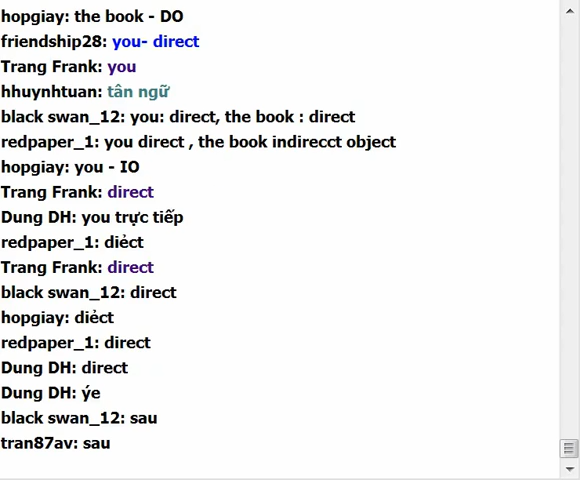 hopgiay: the book - DO
friendship28: you- direct
Trang Frank: you
hhuynhtuan: tân ngữ
black swan_12: you: direct, the book : direct
redpaper_1: you direct , the book indirecct object
hopgiay: you - IO
Trang Frank: direct
Dung DH: you trực tiếp
redpaper_1: diẻct
Trang Frank: direct
black swan_12: direct
hopgiay: diẻct
redpaper_1: direct
Dung DH: direct
Dung DH: ýe
black swan_12: sau
tran87av: sau